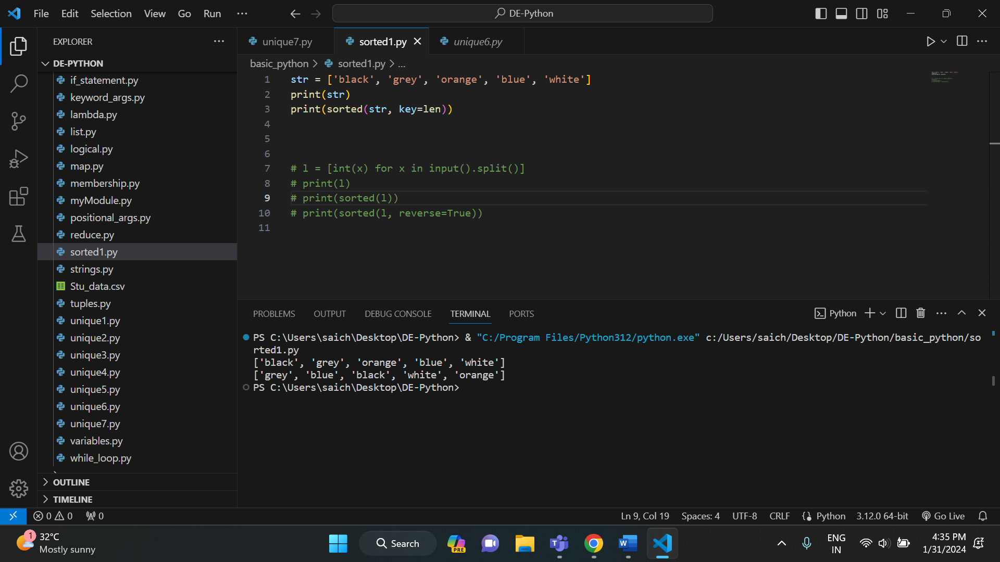 File Edit Selection View Go Run ···
DE-Python
EXPLORER ···
DE-PYTHON
if_statement.py
keyword_args.py
lambda.py
list.py
logical.py
map.py
membership.py
myModule.py
positional_args.py
reduce.py
sorted1.py
strings.py
Stu_data.csv
tuples.py
unique1.py
unique2.py
unique3.py
unique4.py
unique5.py
unique6.py
unique7.py
variables.py
while_loop.py
OUTLINE
TIMELINE
unique7.py sorted1.py unique6.py
basic_python > sorted1.py > ...
1 str = ['black', 'grey', 'orange', 'blue', 'white']
2 print(str)
3 print(sorted(str, key=len))
4
5
6
7 # l = [int(x) for x in input().split()]
8 # print(l)
9 # print(sorted(l))
10 # print(sorted(l, reverse=True))
11
PROBLEMS OUTPUT DEBUG CONSOLE TERMINAL PORTS
Python
PS C:\Users\saich\Desktop\DE-Python> & "C:/Program Files/Python312/python.exe" c:/Users/saich/Desktop/DE-Python/basic_python/so
rted1.py
['black', 'grey', 'orange', 'blue', 'white']
['grey', 'blue', 'black', 'white', 'orange']
PS C:\Users\saich\Desktop\DE-Python>
0 0 0
Ln 9, Col 19 Spaces: 4 UTF-8 CRLF Python 3.12.0 64-bit Go Live
1
32°C
Mostly sunny
Search
PRE
ENG
IN
4:35 PM
1/31/2024